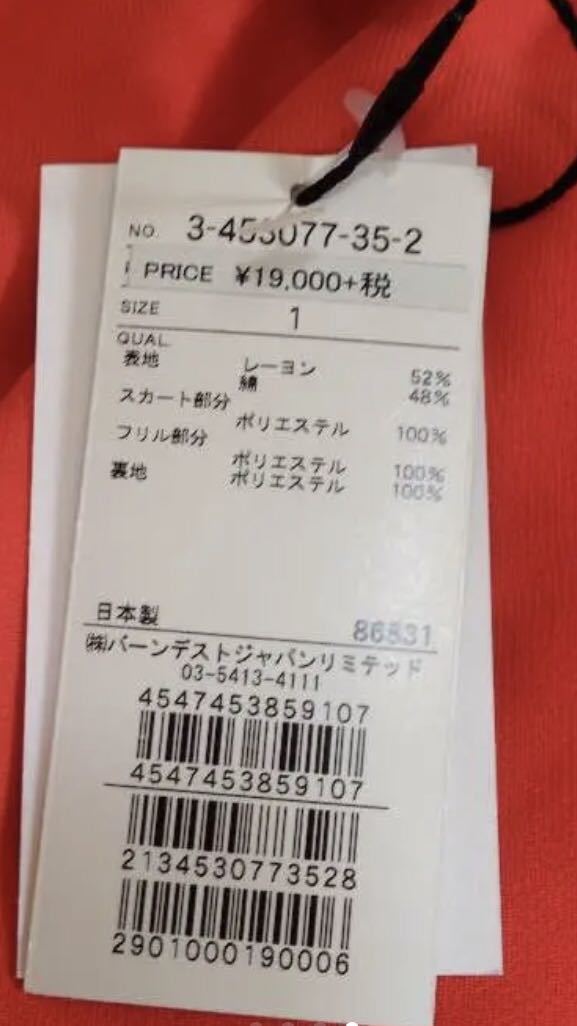 NO. 3-453077-35-2
PRICE ¥19,000+税
SIZE 1
QUAL.
表地 レーヨン 52%
綿 48%
スカート部分
ポリエステル 100%
フリル部分
ポリエステル 100%
裏地 ポリエステル 100%
日本製 86831
㈱バーンデストジャパンリミテッド
03-5413-4111
4547453859107
4547453859107
2134530773528
2901000190006